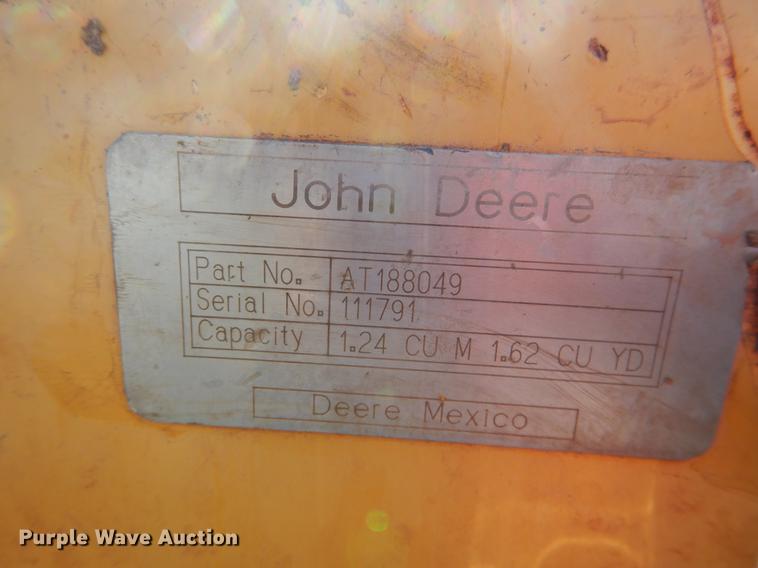 John Deere
Part No. AT188049
Serial No. 111791
Capacity 1.24 CU M 1.62 CU YD
Deere Mexico
Purple Wave Auction